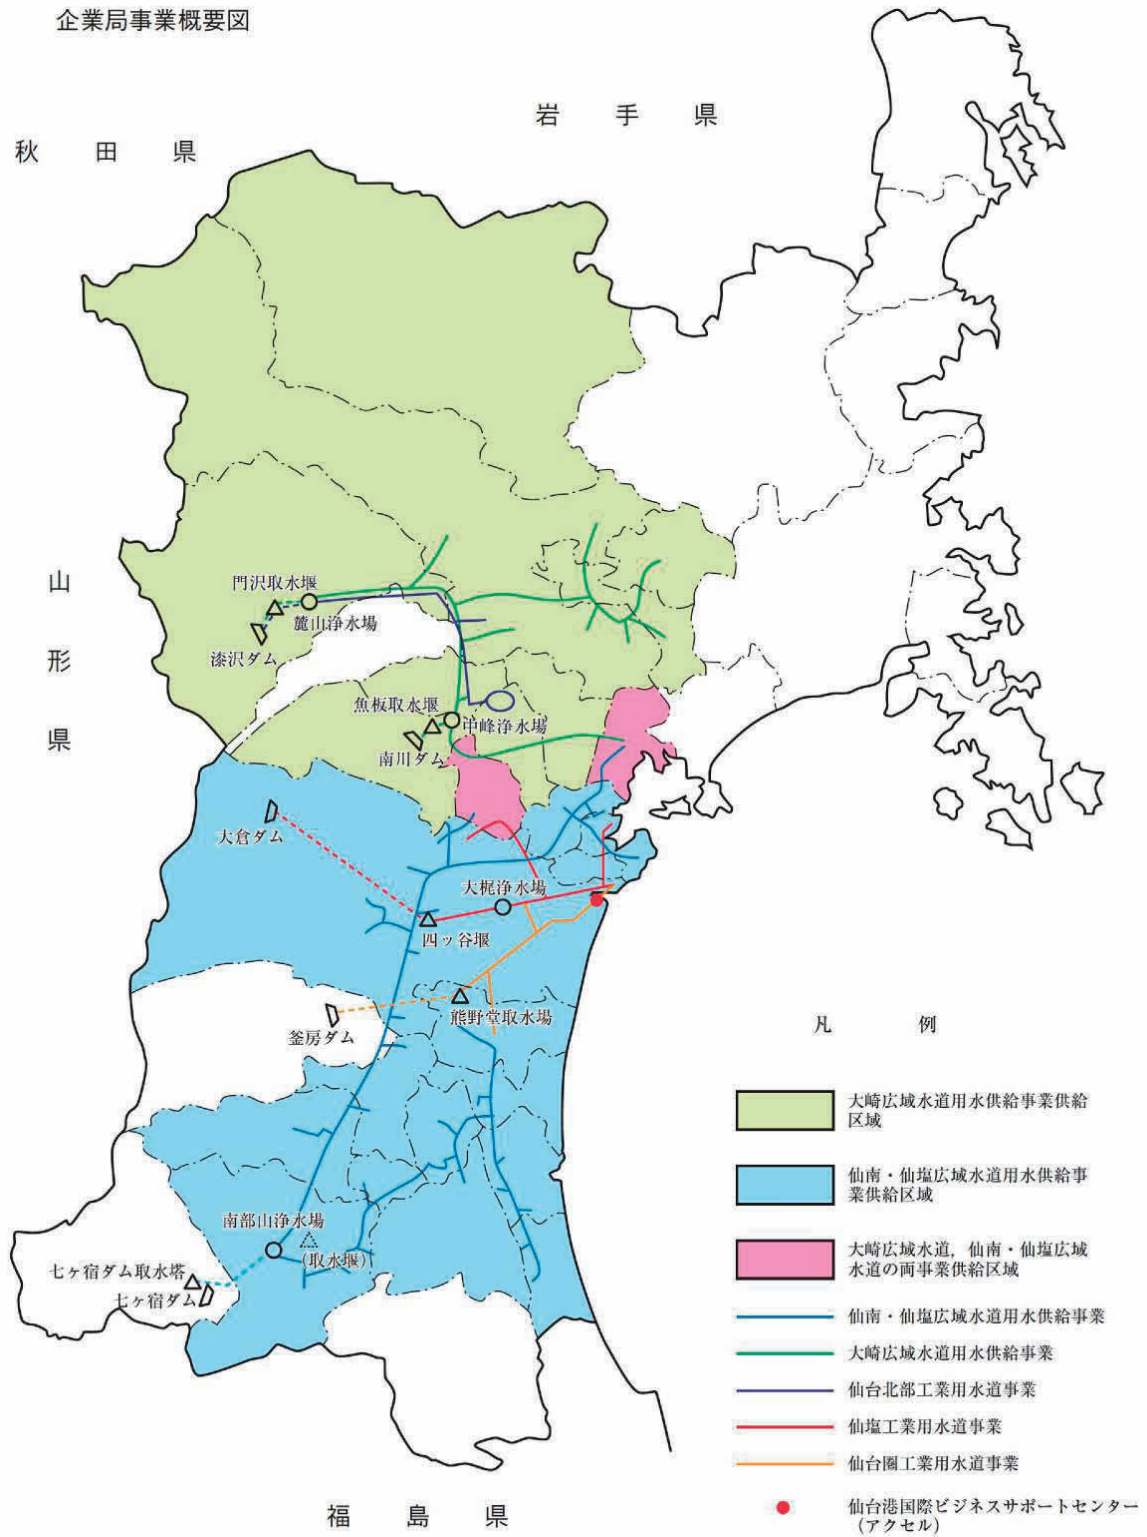 企業局事業概要図
岩手県
秋田県
山形県
門沢取水堰
麓山浄水場
漆沢ダム
魚板取水堰
中峰浄水場
南川ダム
大倉ダム
大梶浄水場
四ッ谷堰
熊野堂取水場
釜房ダム
南部山浄水場
(取水堰)
七ヶ宿ダム取水塔
七ヶ宿ダム
福島県
凡例
大崎広域水道用水供給事業供給
区域
仙南・仙塩広域水道用水供給事
業供給区域
大崎広域水道，仙南・仙塩広域
水道の両事業供給区域
仙南・仙塩広域水道用水供給事業
大崎広域水道用水供給事業
仙台北部工業用水道事業
仙塩工業用水道事業
仙台圏工業用水道事業
仙台港国際ビジネスサポートセンター
（アクセル）